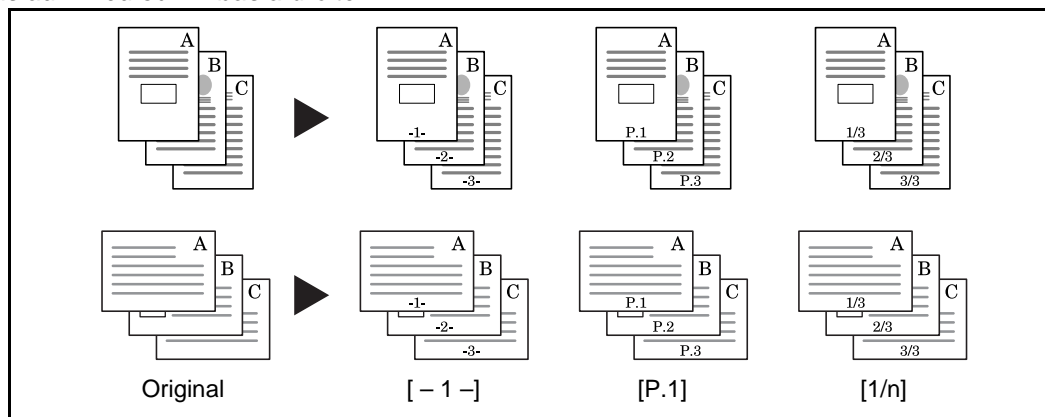 A A A A
B B B B
C C C C
-1- P.1 1/3
-2- P.2 2/3
-3- P.3 3/3
A A A A
B B B B
C C C C
-1- P.1 1/3
-2- P.2 2/3
-3- P.3 3/3
Original [ – 1 –] [P.1] [1/n]